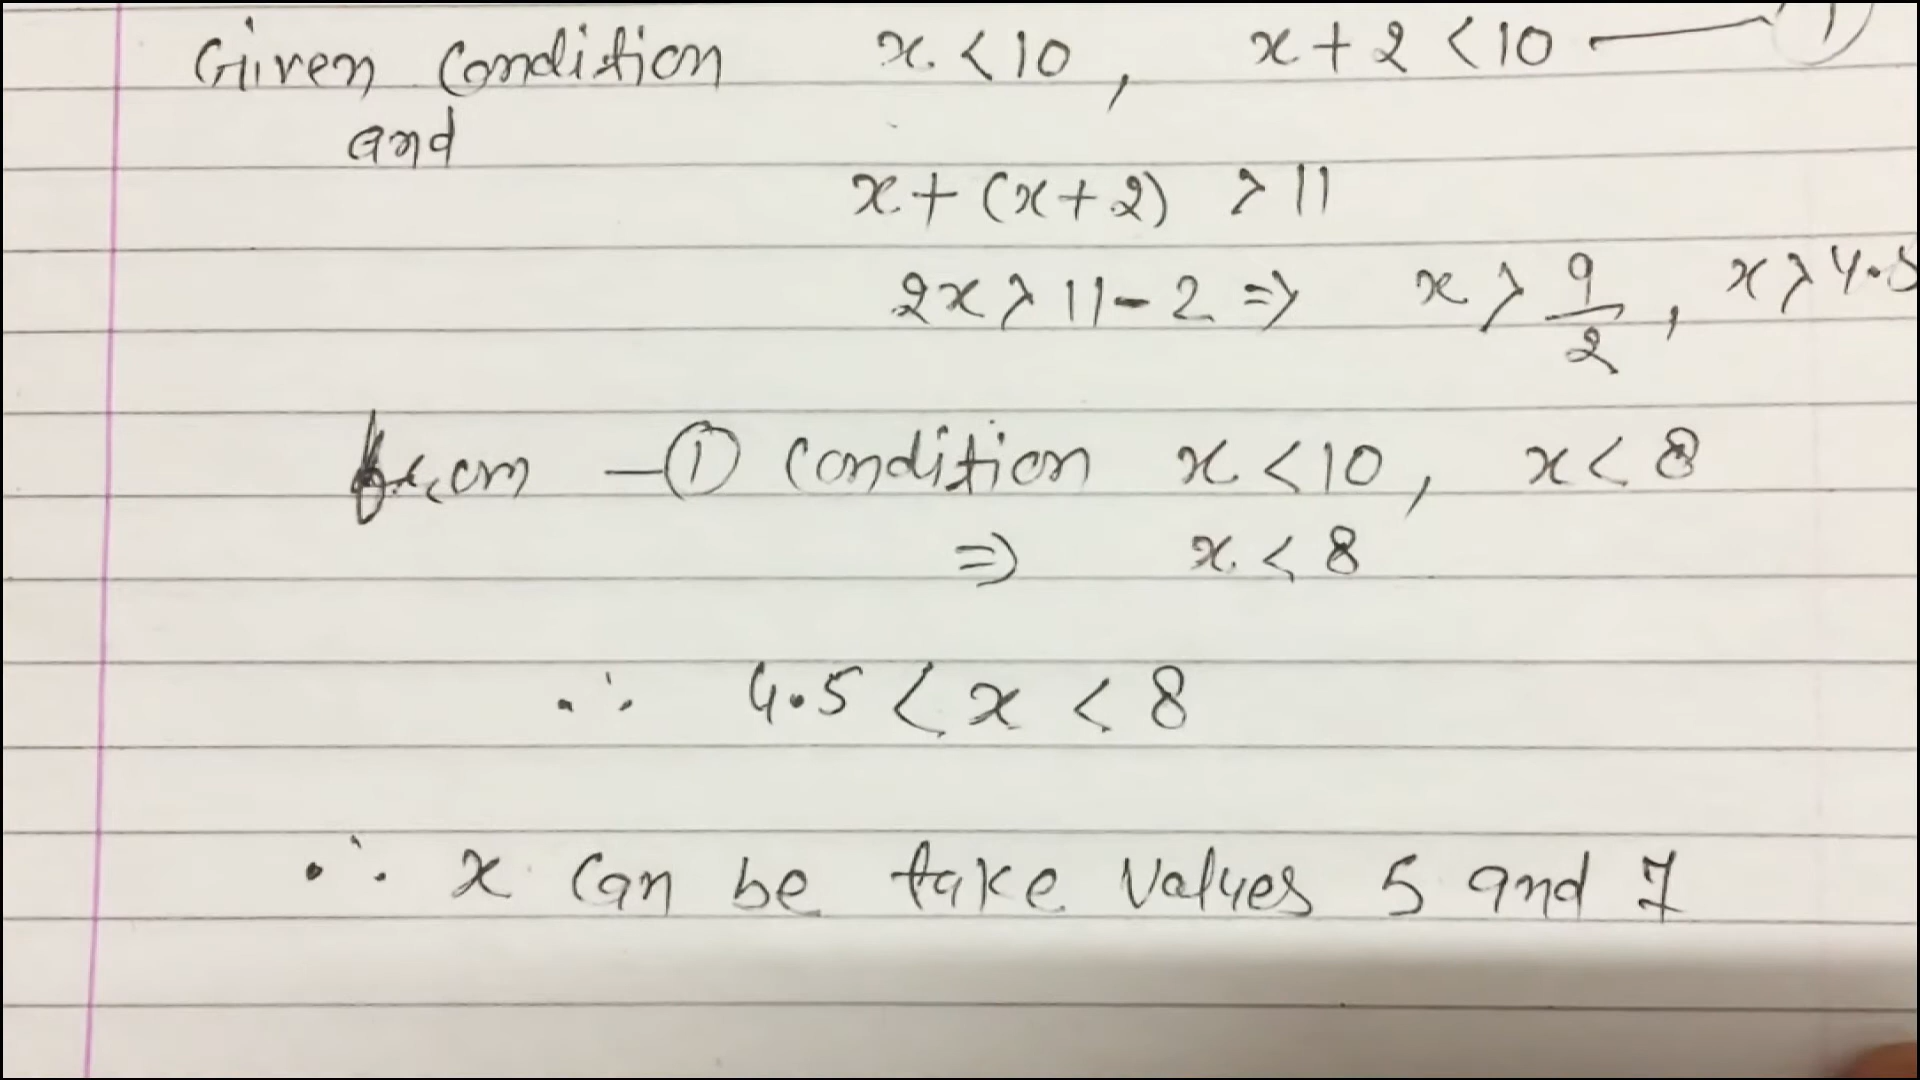 Given Condition x < 10, x + 2 < 10 — ①
and
x + (x + 2) > 11
2x > 11 - 2 ⇒ x > 9/2, x > 4.5
from — ① Condition x < 10, x < 8
⇒ x < 8
∴ 4.5 < x < 8
∴ x can be take values 5 and 7